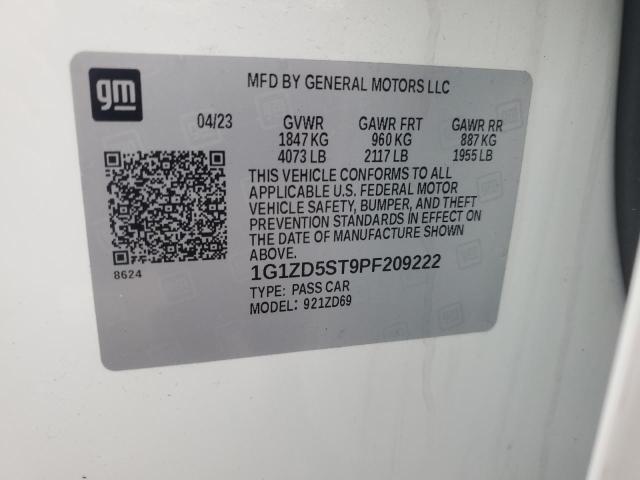 gm
MFD BY GENERAL MOTORS LLC
04/23 GVWR GAWR FRT GAWR RR
1847 KG 960 KG 887 KG
4073 LB 2117 LB 1955 LB
THIS VEHICLE CONFORMS TO ALL
APPLICABLE U.S. FEDERAL MOTOR
VEHICLE SAFETY, BUMPER, AND THEFT
PREVENTION STANDARDS IN EFFECT ON
THE DATE OF MANUFACTURE SHOWN
ABOVE.
8624
1G1ZD5ST9PF209222
TYPE: PASS CAR
MODEL: 921ZD69